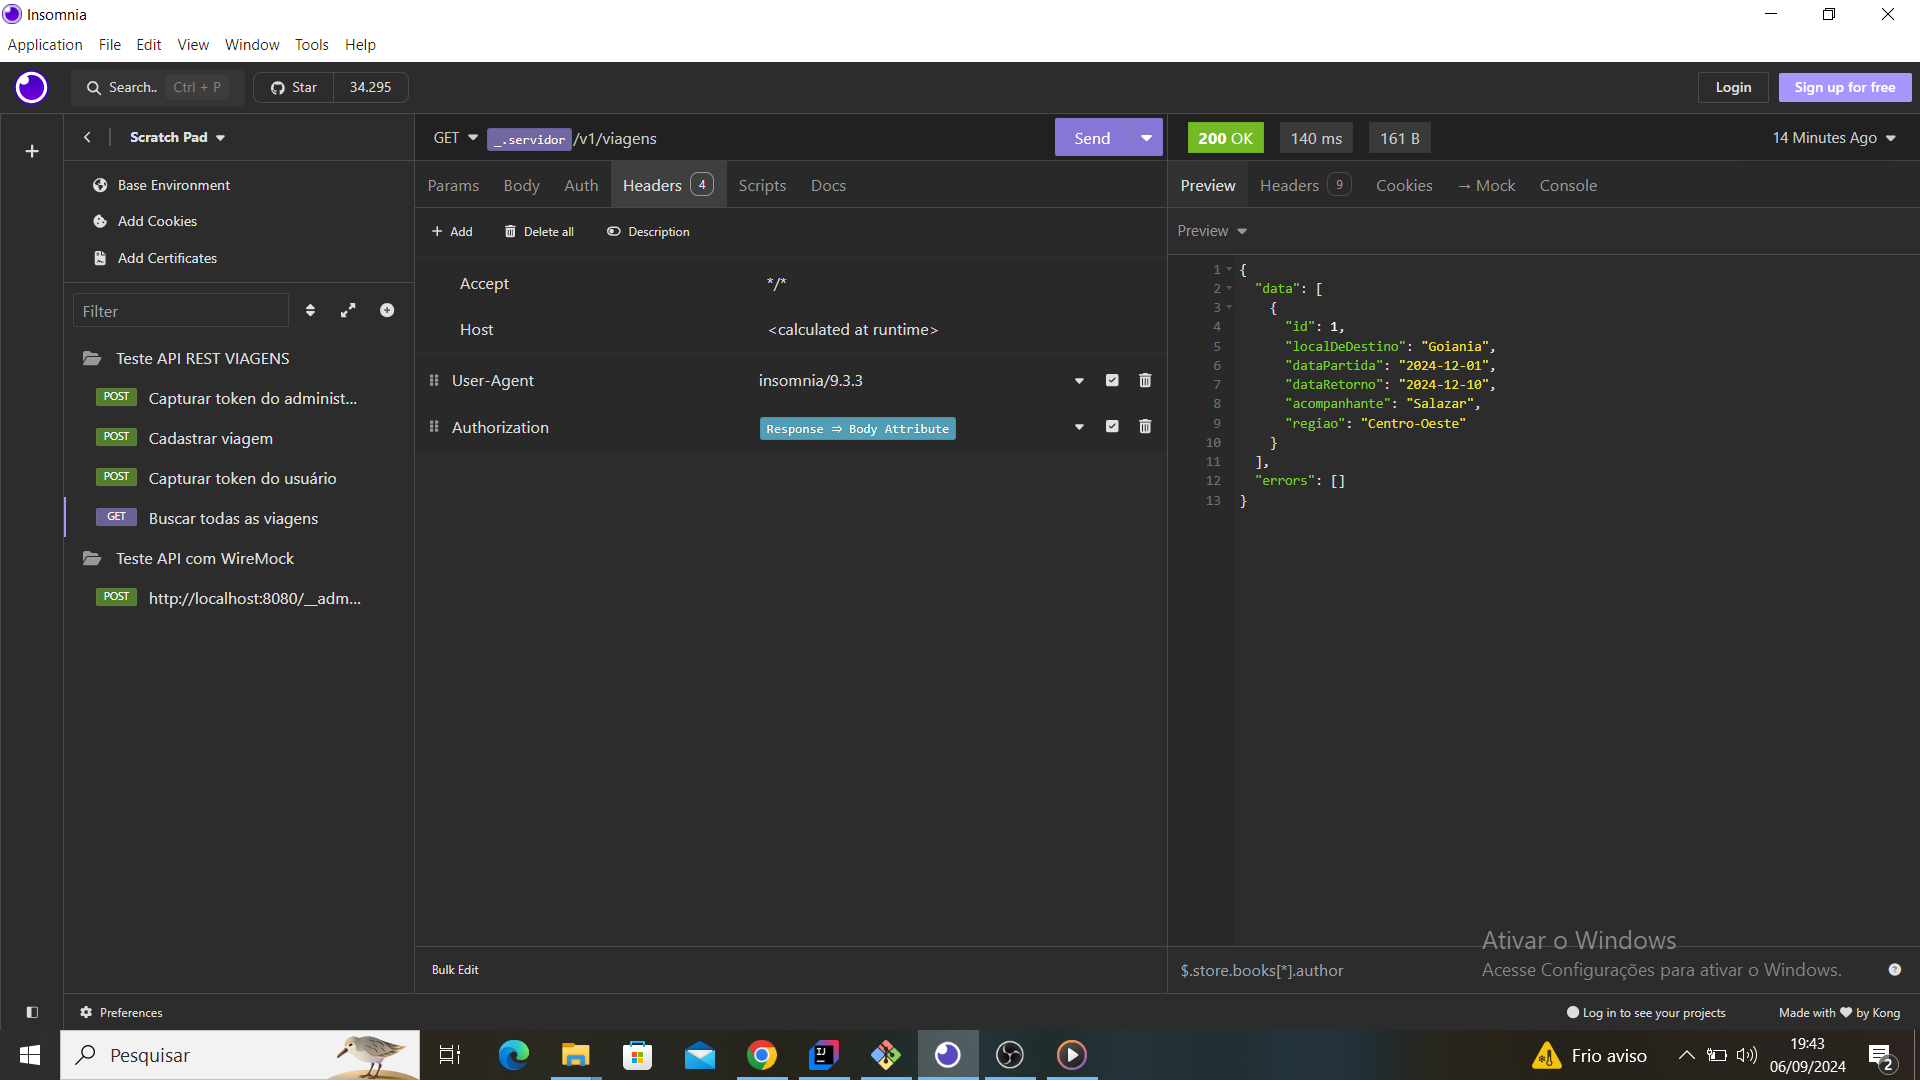 Insomnia
Application File Edit View Window Tools Help
Search.. Ctrl + P Star 34.295 Login Sign up for free
Scratch Pad
Base Environment
Add Cookies
Add Certificates
Filter
Teste API REST VIAGENS
POST Capturar token do administ...
POST Cadastrar viagem
POST Capturar token do usuário
GET Buscar todas as viagens
Teste API com WireMock
POST http://localhost:8080/__adm...
GET _.servidor /v1/viagens Send
Params Body Auth Headers 4 Scripts Docs
+ Add Delete all Description
Accept */*
Host <calculated at runtime>
User-Agent insomnia/9.3.3
Authorization Response ⇒ Body Attribute
Bulk Edit
200 OK 140 ms 161 B 14 Minutes Ago
Preview Headers 9 Cookies → Mock Console
Preview
1 {
2 "data": [
3 {
4 "id": 1,
5 "localDeDestino": "Goiania",
6 "dataPartida": "2024-12-01",
7 "dataRetorno": "2024-12-10",
8 "acompanhante": "Salazar",
9 "regiao": "Centro-Oeste"
10 }
11 ],
12 "errors": []
13 }
Ativar o Windows
Acesse Configurações para ativar o Windows.
$.store.books[*].author
?
Preferences Log in to see your projects Made with ♥ by Kong
Pesquisar
IJ
Frio aviso
19:43
06/09/2024
2